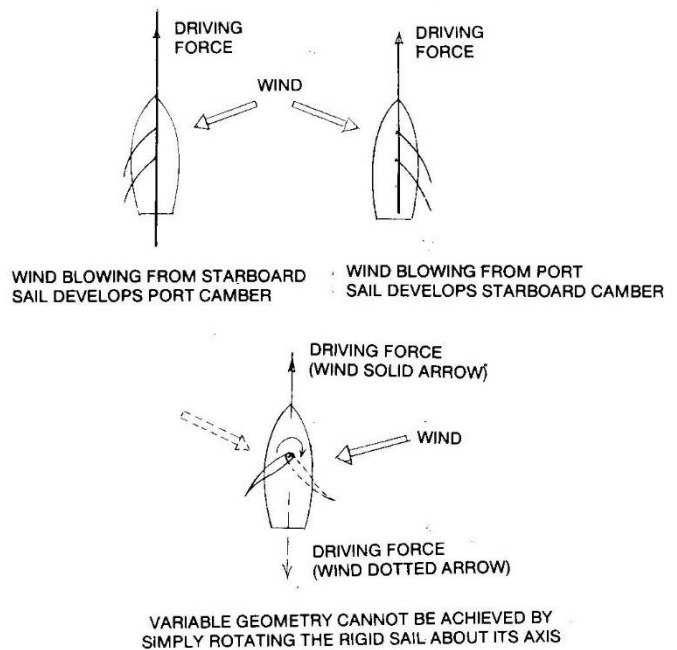 DRIVING
FORCE
DRIVING
FORCE
WIND
WIND BLOWING FROM STARBOARD
SAIL DEVELOPS PORT CAMBER
WIND BLOWING FROM PORT
SAIL DEVELOPS STARBOARD CAMBER
DRIVING FORCE
(WIND SOLID ARROW)
WIND
DRIVING FORCE
(WIND DOTTED ARROW)
VARIABLE GEOMETRY CANNOT BE ACHIEVED BY
SIMPLY ROTATING THE RIGID SAIL ABOUT ITS AXIS